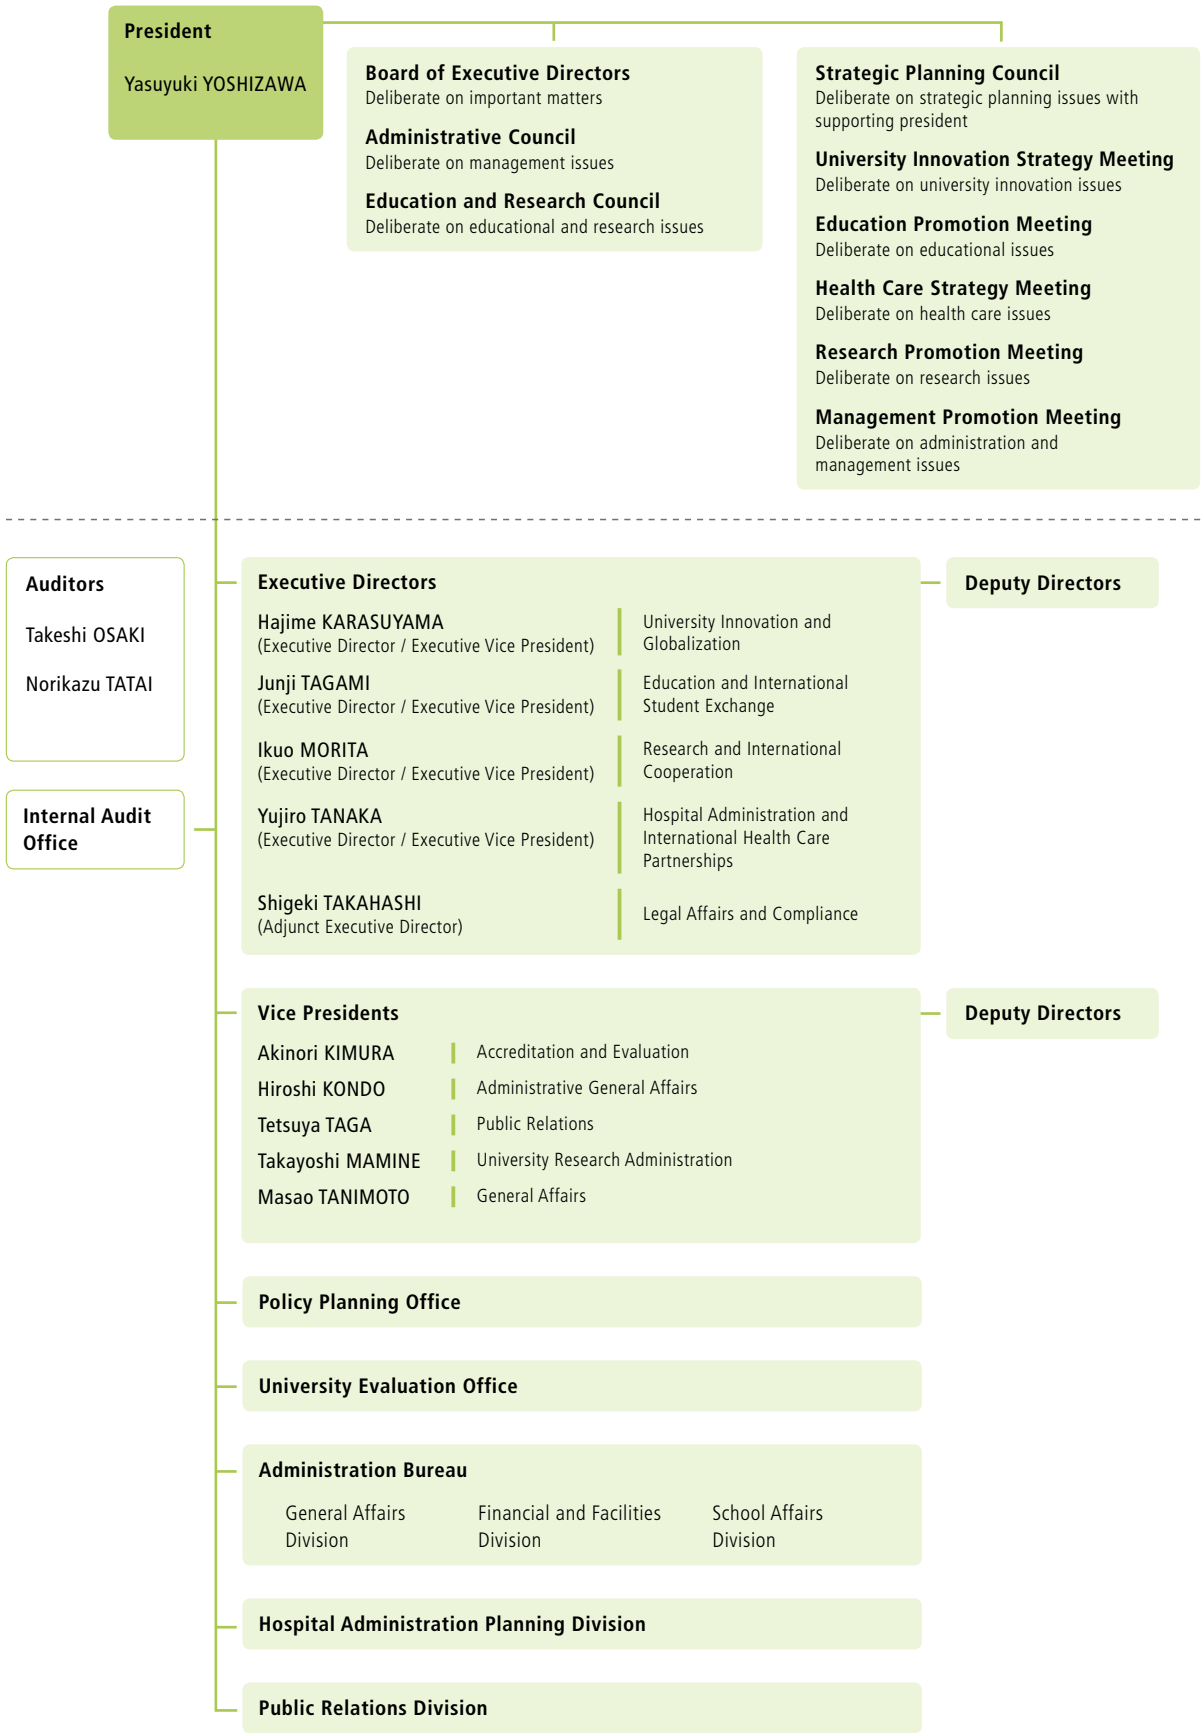 President
Yasuyuki YOSHIZAWA
Board of Executive Directors
Deliberate on important matters
Administrative Council
Deliberate on management issues
Education and Research Council
Deliberate on educational and research issues
Strategic Planning Council
Deliberate on strategic planning issues with
supporting president
University Innovation Strategy Meeting
Deliberate on university innovation issues
Education Promotion Meeting
Deliberate on educational issues
Health Care Strategy Meeting
Deliberate on health care issues
Research Promotion Meeting
Deliberate on research issues
Management Promotion Meeting
Deliberate on administration and
management issues
Auditors
Takeshi OSAKI
Norikazu TATAI
Internal Audit
Office
Executive Directors
Hajime KARASUYAMA
(Executive Director / Executive Vice President)
University Innovation and
Globalization
Junji TAGAMI
(Executive Director / Executive Vice President)
Education and International
Student Exchange
Ikuo MORITA
(Executive Director / Executive Vice President)
Research and International
Cooperation
Yujiro TANAKA
(Executive Director / Executive Vice President)
Hospital Administration and
International Health Care
Partnerships
Shigeki TAKAHASHI
(Adjunct Executive Director)
Legal Affairs and Compliance
Deputy Directors
Vice Presidents
Akinori KIMURA
Accreditation and Evaluation
Hiroshi KONDO
Administrative General Affairs
Tetsuya TAGA
Public Relations
Takayoshi MAMINE
University Research Administration
Masao TANIMOTO
General Affairs
Deputy Directors
Policy Planning Office
University Evaluation Office
Administration Bureau
General Affairs
Division
Financial and Facilities
Division
School Affairs
Division
Hospital Administration Planning Division
Public Relations Division